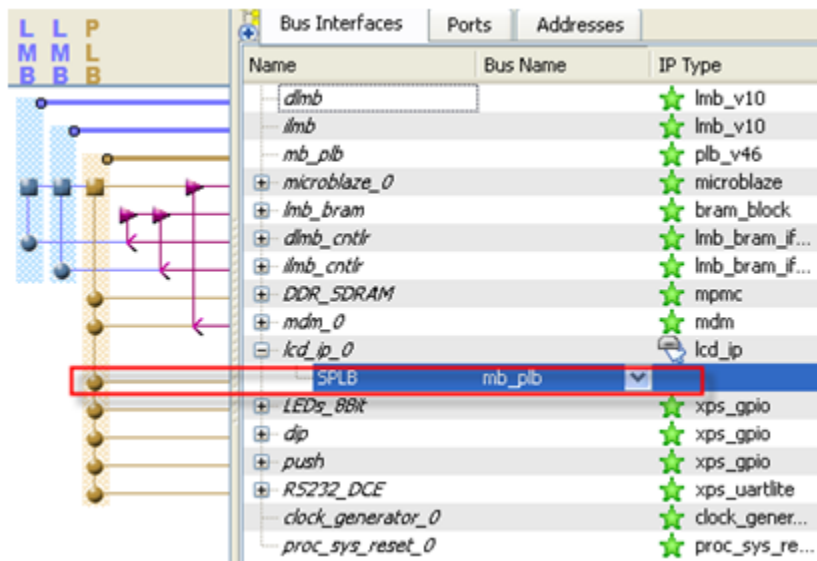 L L P
M M L
B B B
Bus Interfaces Ports Addresses
Name Bus Name IP Type
dlmb lmb_v10
ilmb lmb_v10
mb_plb plb_v46
microblaze_0 microblaze
lmb_bram bram_block
dlmb_cntlr lmb_bram_if...
ilmb_cntlr lmb_bram_if...
DDR_SDRAM mpmc
mdm_0 mdm
lcd_ip_0 lcd_ip
SPLB mb_plb
LEDs_8Bit xps_gpio
dip xps_gpio
push xps_gpio
RS232_DCE xps_uartlite
clock_generator_0 clock_gener...
proc_sys_reset_0 proc_sys_re...